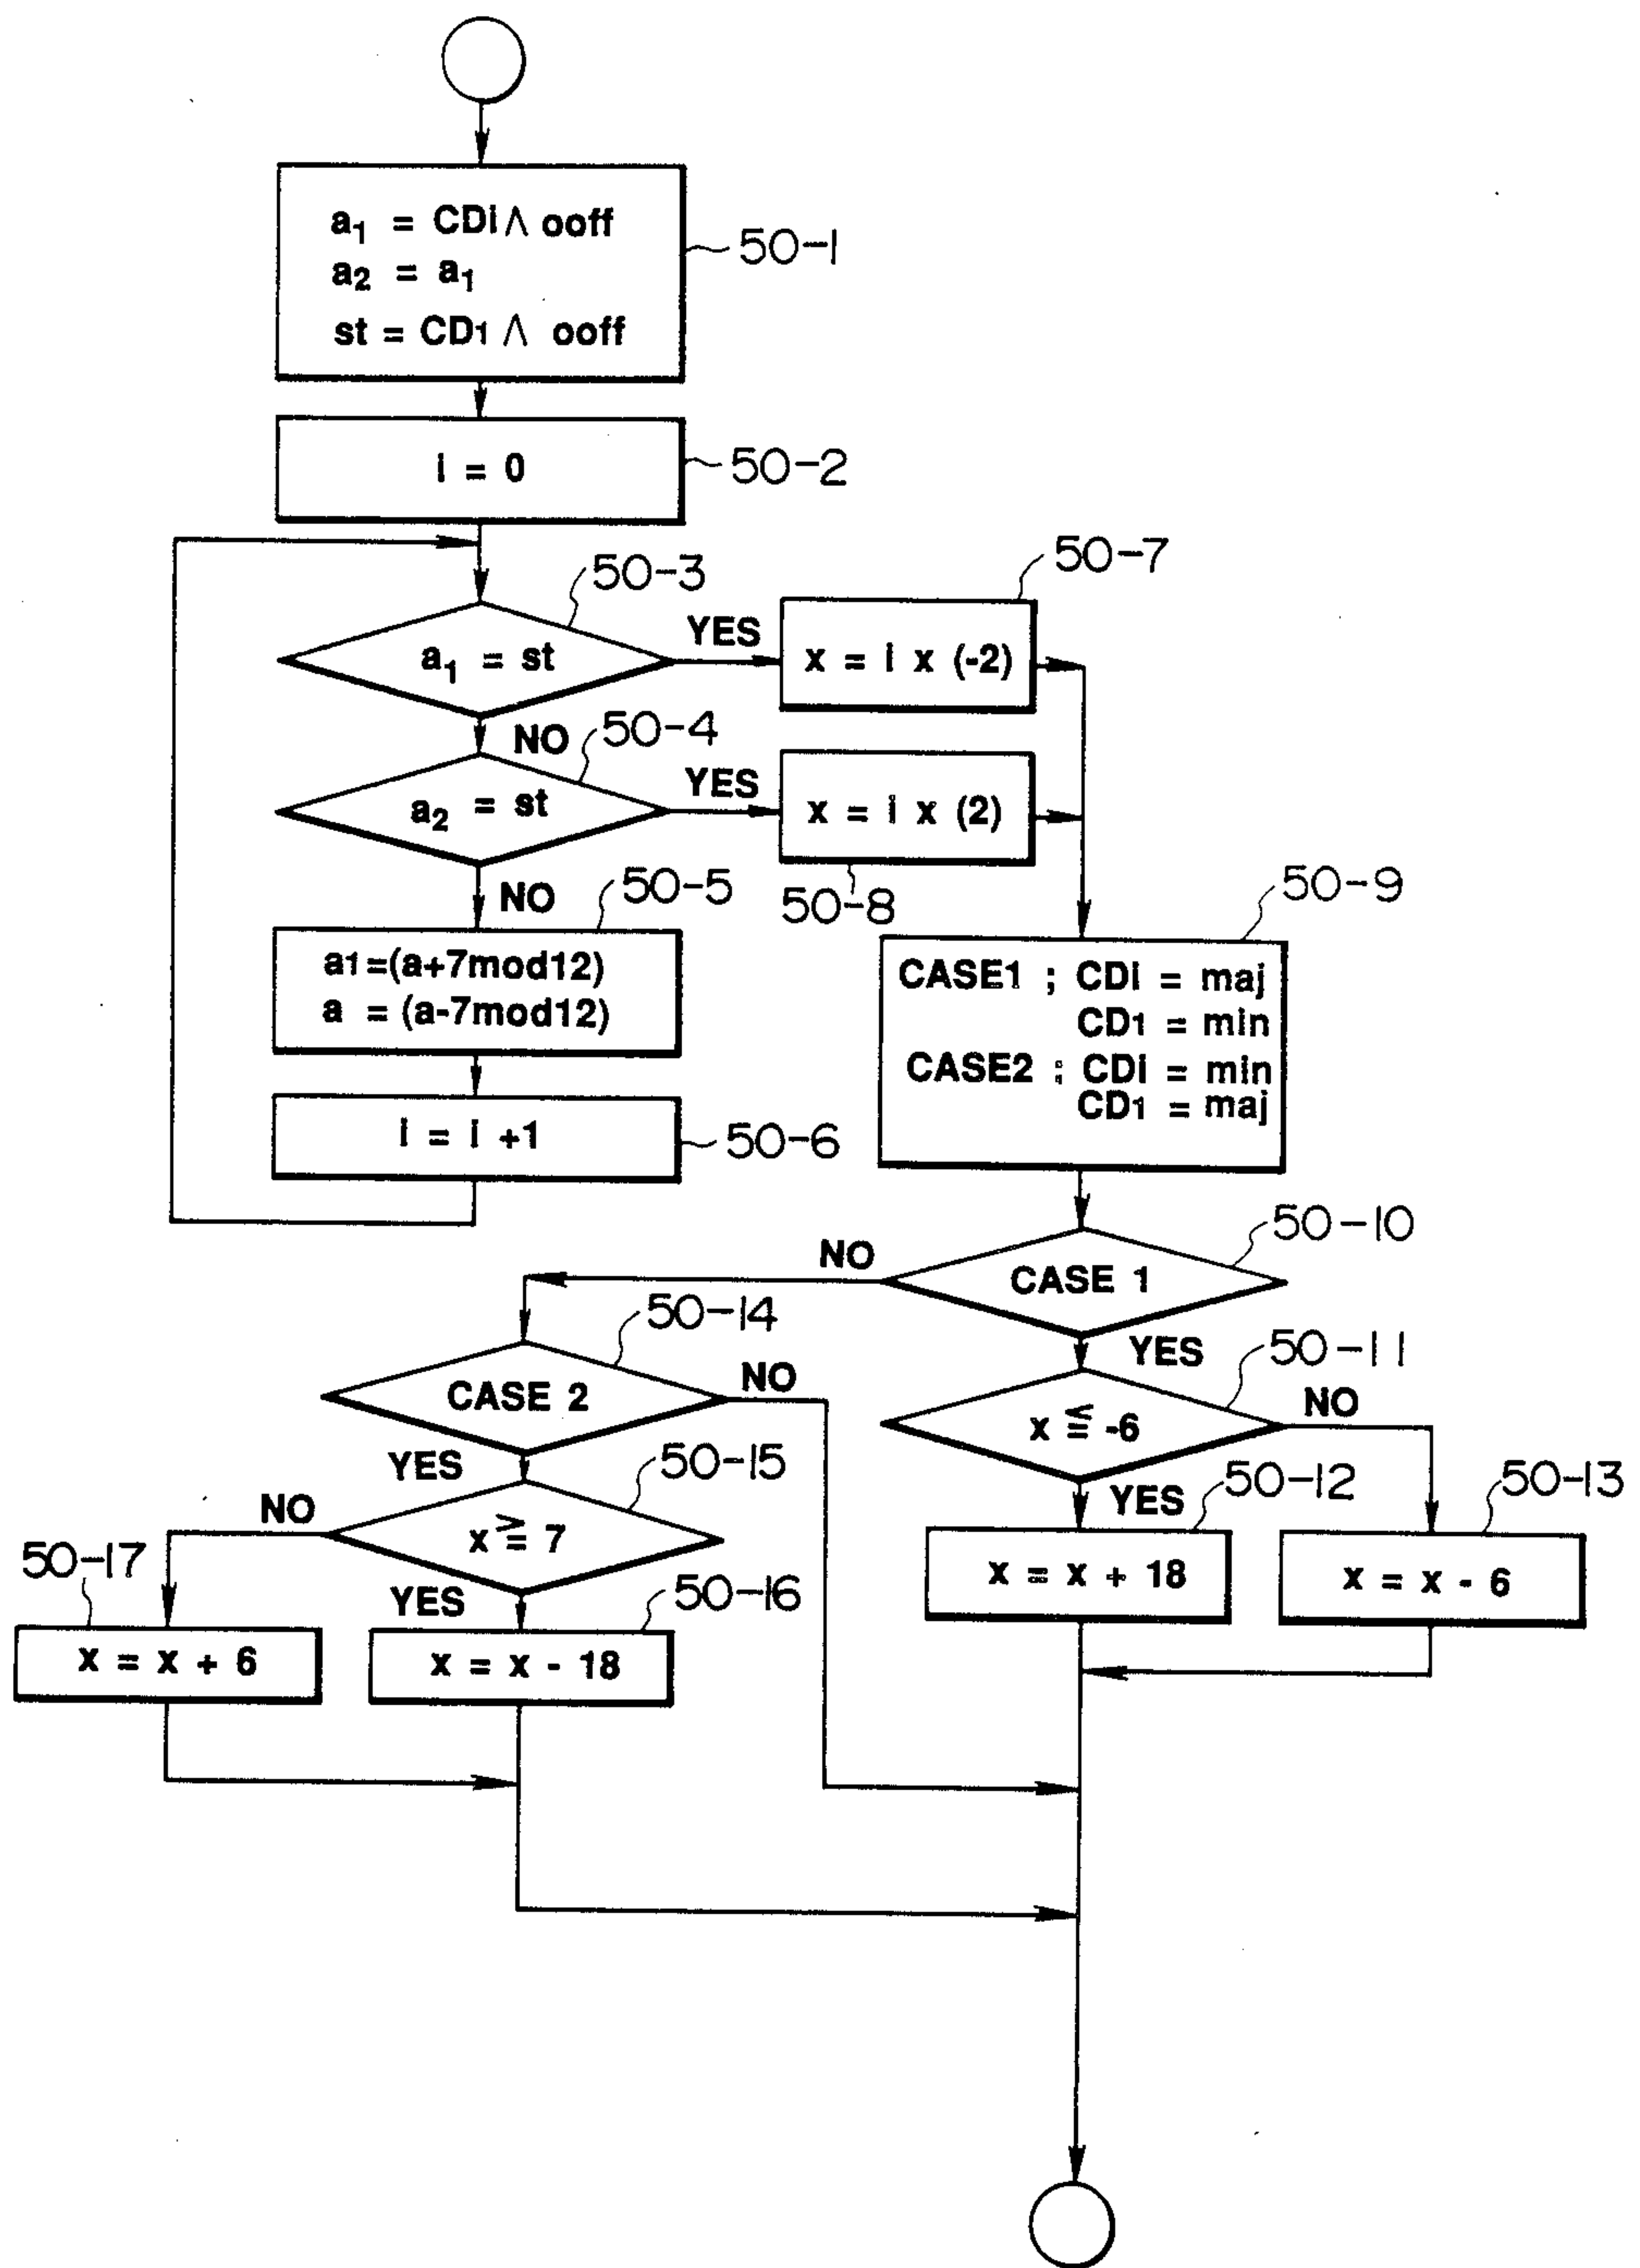 a1 = CDi ∧ ooff
a2 = a1
st = CD1 ∧ ooff
50-1
i = 0
50-2
50-3
a1 = st
YES
50-7
x = i x (-2)
NO
50-4
a2 = st
YES
x = i x (2)
50-8
NO
50-5
a1=(a+7mod12)
a = (a-7mod12)
i = i +1
50-6
50-9
CASE1 ; CDi = maj
CD1 = min
CASE2 ; CDi = min
CD1 = maj
50-10
CASE 1
NO
YES
50-14
CASE 2
NO
YES
50-11
x ≦ -6
NO
YES
50-15
x ≧ 7
NO
YES
50-12
x = x + 18
50-13
x = x - 6
50-17
x = x + 6
50-16
x = x - 18